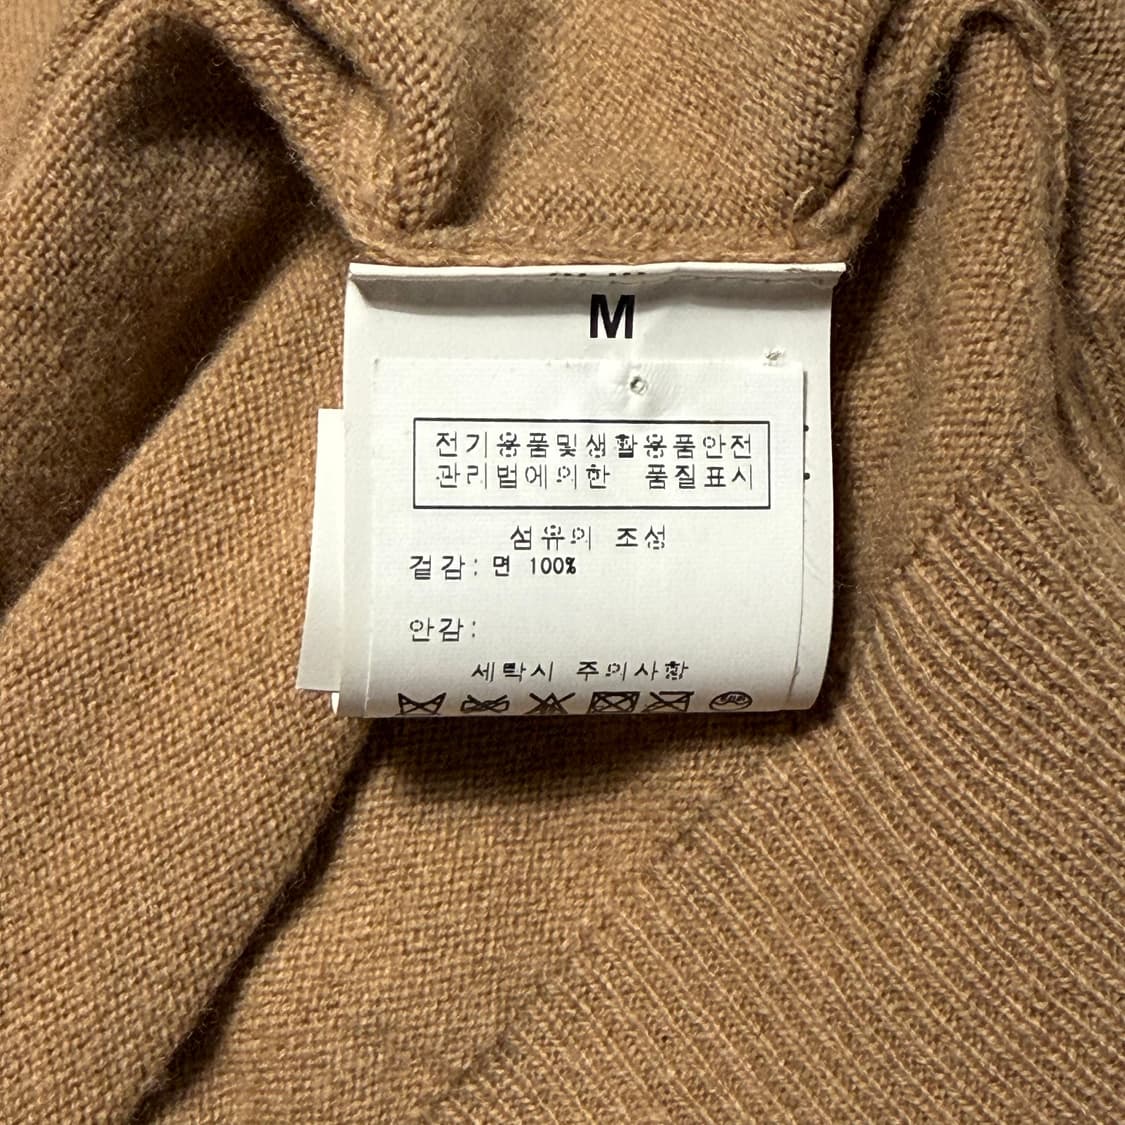 M
전기용품및생활용품안전
관리법에의한 품질표시
섬유의 조성
겉감: 면 100%
안감:
세탁시 주의사항